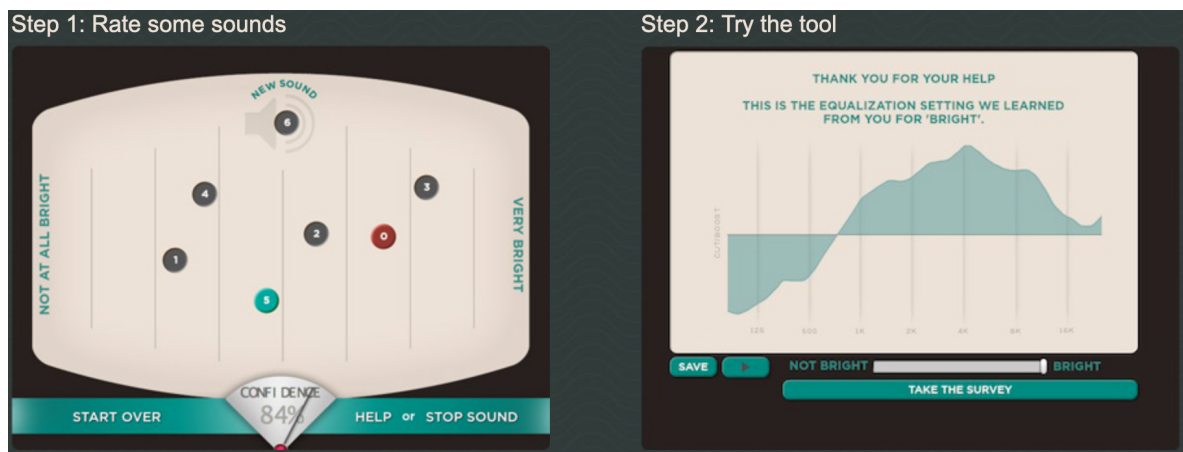 Step 1: Rate some sounds
NEW SOUND
6
4
3
2
0
1
5
NOT AT ALL BRIGHT
VERY BRIGHT
CONFIDENCE
84%
START OVER
HELP or STOP SOUND
Step 2: Try the tool
THANK YOU FOR YOUR HELP
THIS IS THE EQUALIZATION SETTING WE LEARNED
FROM YOU FOR 'BRIGHT'.
CUT/BOOST
125 500 1K 2K 4K 8K 16K
SAVE
NOT BRIGHT
BRIGHT
TAKE THE SURVEY